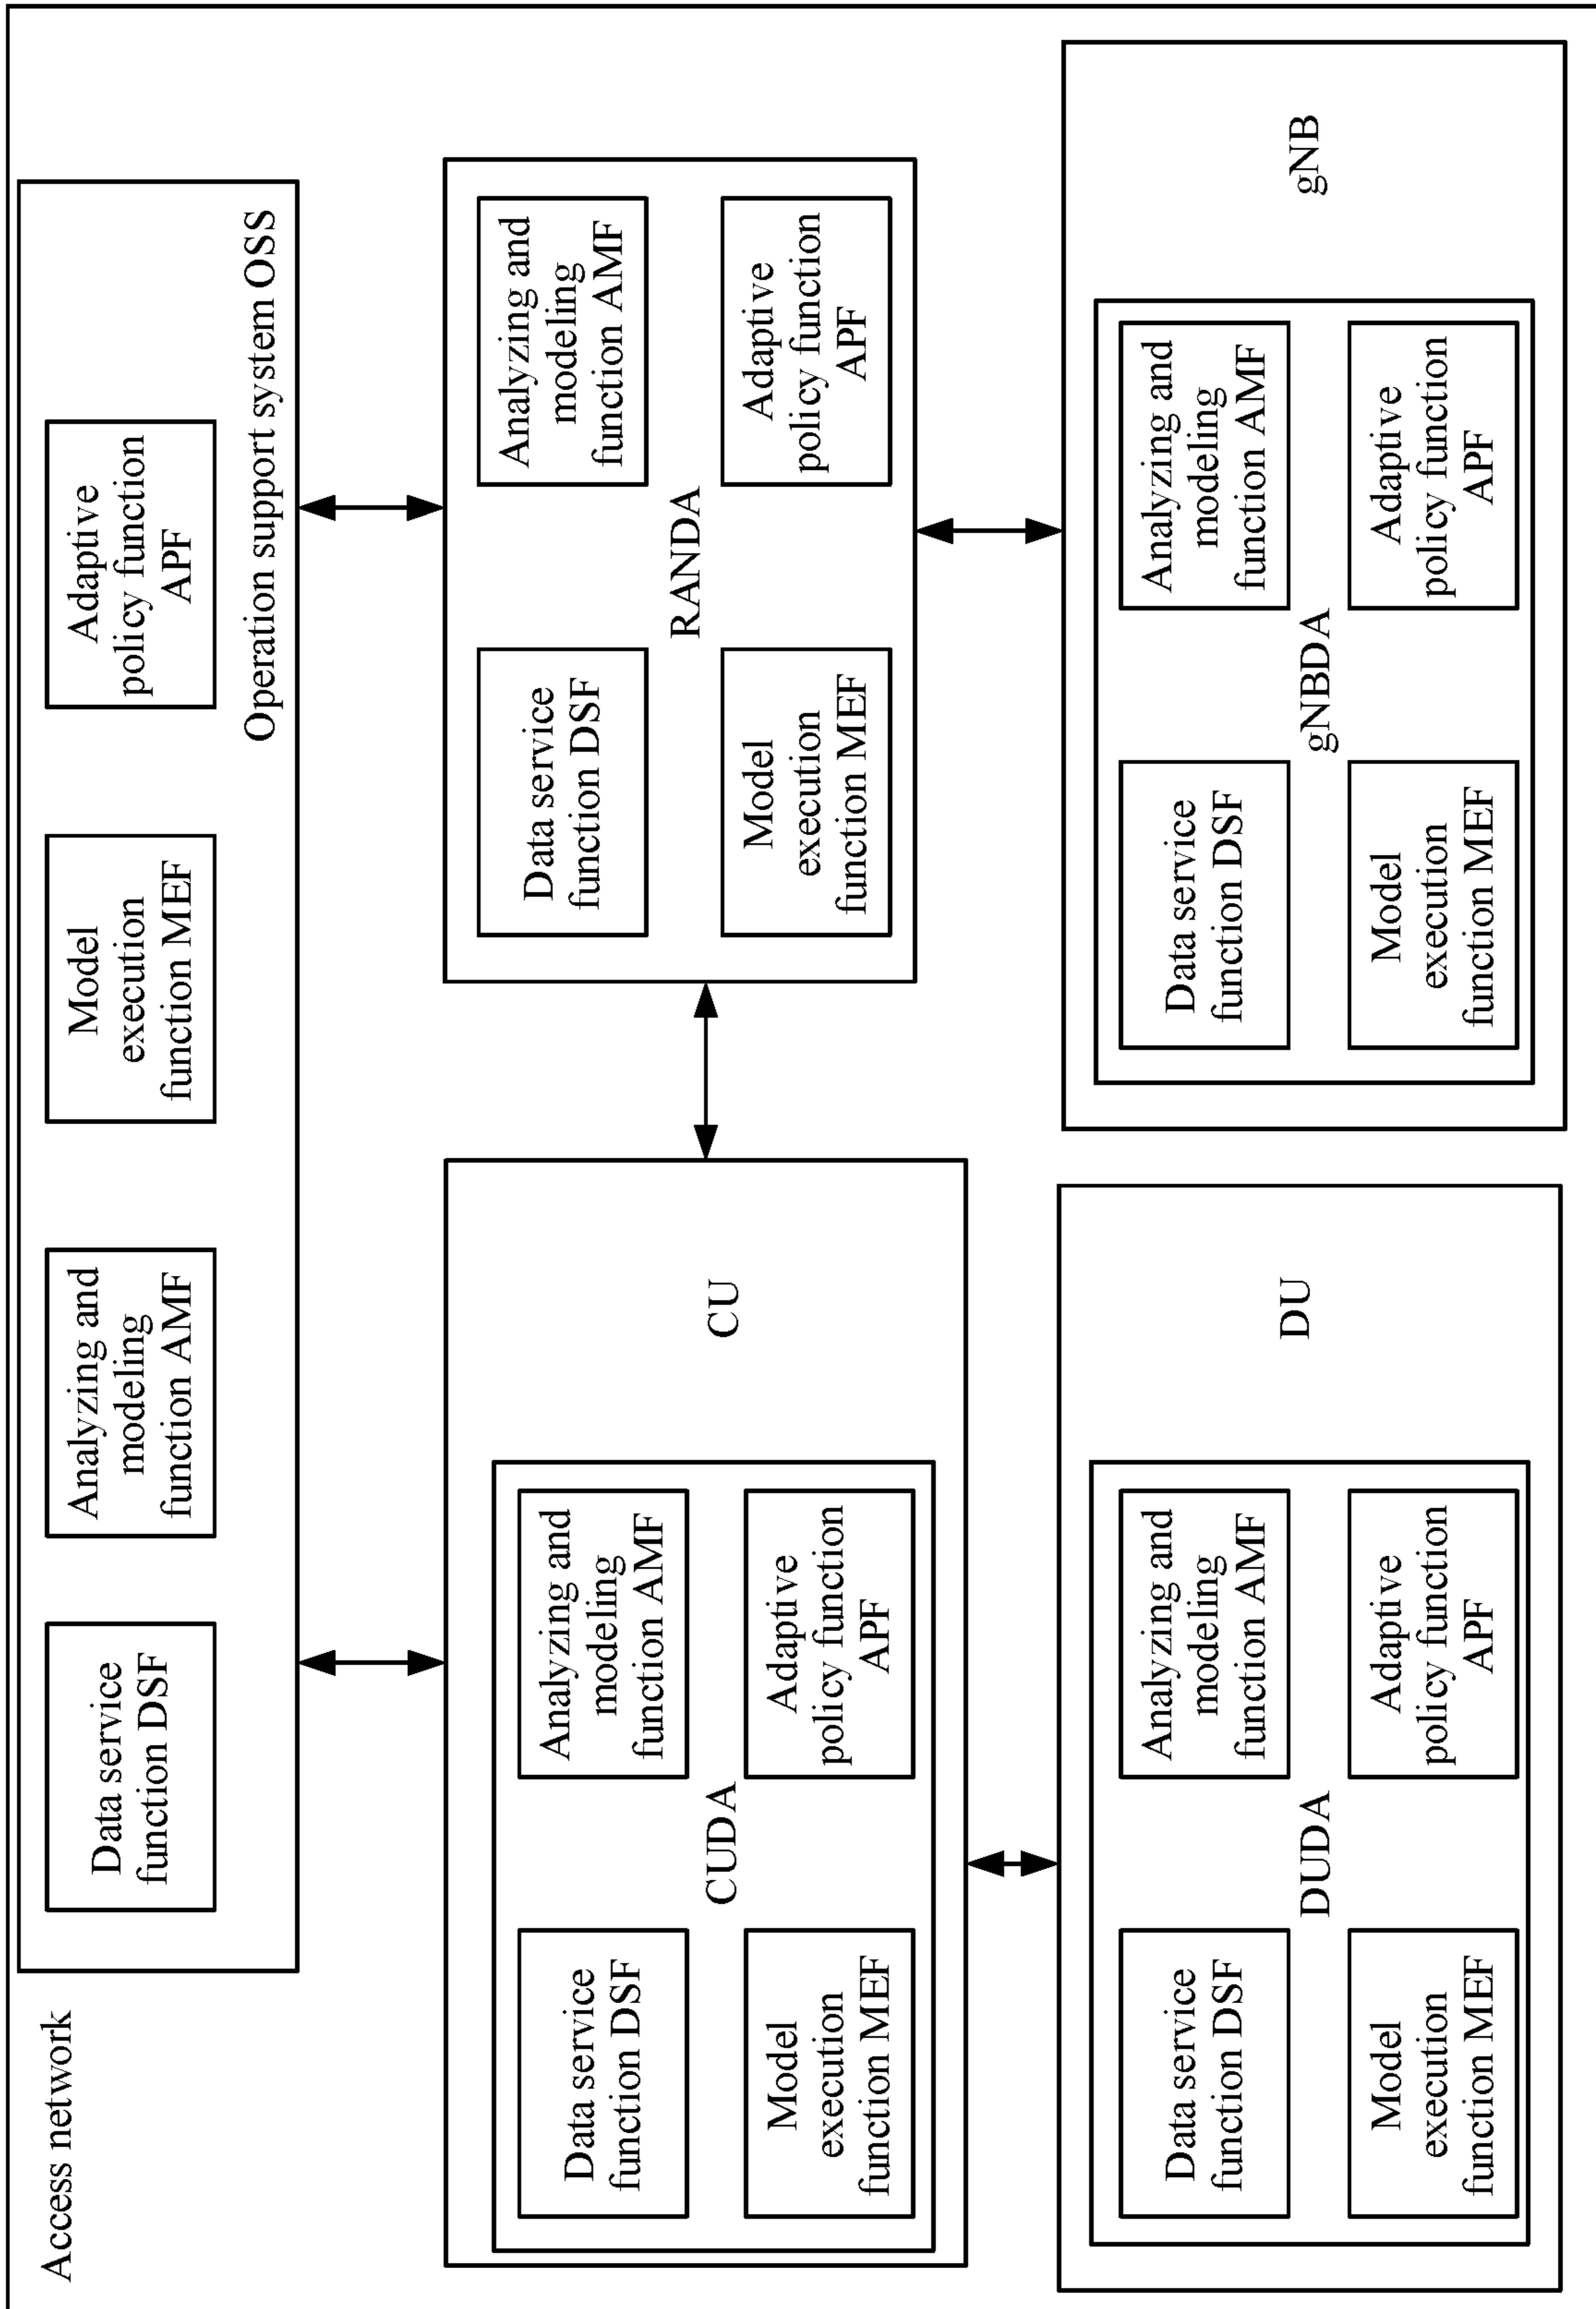 Access network
Data service
function DSF
Analyzing and
modeling
function AMF
Model
execution
function MEF
Adaptive
policy function
APF
Operation support system OSS
Data service
function DSF
Analyzing and
modeling
function AMF
CUDA
Model
execution
function MEF
Adaptive
policy function
APF
CU
Data service
function DSF
Analyzing and
modeling
function AMF
RANDA
Model
execution
function MEF
Adaptive
policy function
APF
Data service
function DSF
Analyzing and
modeling
function AMF
DUDA
Model
execution
function MEF
Adaptive
policy function
APF
DU
Data service
function DSF
Analyzing and
modeling
function AMF
gNBDA
Model
execution
function MEF
Adaptive
policy function
APF
gNB